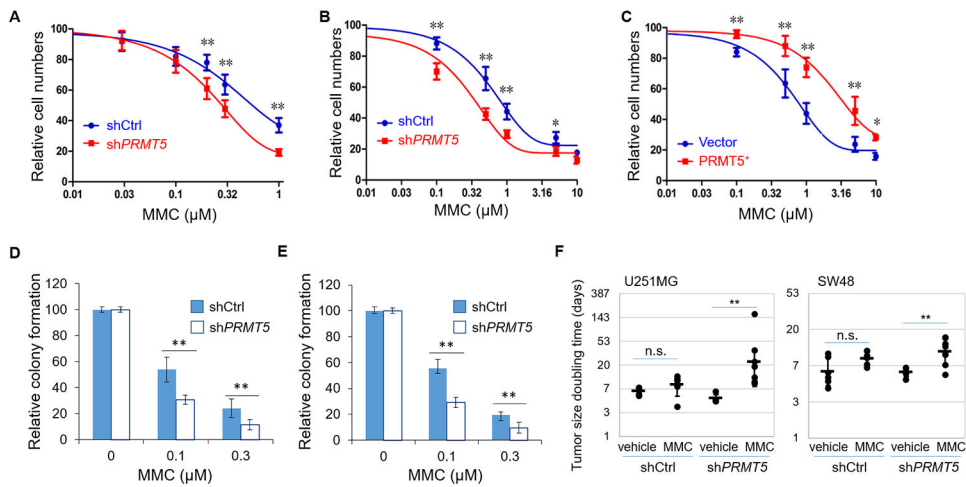 A
Relative cell numbers
100
80
60
40
20
0
**
**
**
shCtrl
shPRMT5
0.01
0.03
0.1
0.32
1
MMC (µM)
B
Relative cell numbers
100
80
60
40
20
0
**
**
**
*
shCtrl
shPRMT5
0.01
0.1
0.32
1
3.16
10
MMC (µM)
C
Relative cell numbers
100
80
60
40
20
0
**
**
**
**
*
Vector
PRMT5⁺
0.01
0.1
0.32
1
3.16
10
MMC (µM)
D
Relative colony formation
120
100
80
60
40
20
0
shCtrl
shPRMT5
**
**
0
0.1
0.3
MMC (µM)
E
Relative colony formation
120
100
80
60
40
20
0
shCtrl
shPRMT5
**
**
0
0.1
0.3
MMC (µM)
F
Tumor size doubling time (days)
U251MG
387
143
53
20
7
3
1
n.s.
**
vehicle MMC vehicle MMC
shCtrl shPRMT5
SW48
53
20
7
3
1
n.s.
**
vehicle MMC vehicle MMC
shCtrl shPRMT5